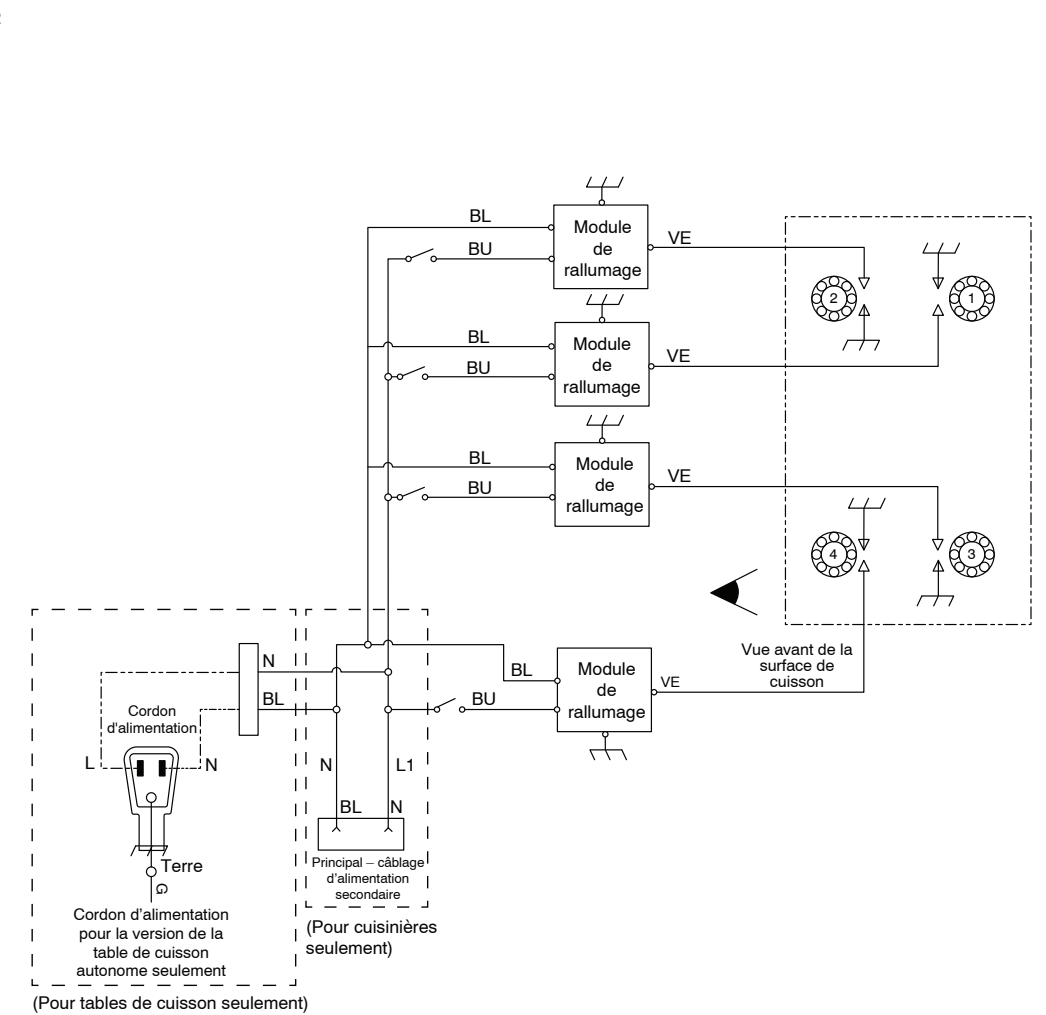 BL
Module
de
rallumage
VE
BU
2
1
BL
Module
de
rallumage
VE
BU
BL
Module
de
rallumage
VE
BU
4
3
Vue avant de la
surface de
cuisson
N
BL
BL
Module
de
rallumage
VE
BU
Cordon
d'alimentation
L
N
N
L1
BL
N
Terre
G
Principal – câblage
d'alimentation
secondaire
Cordon d'alimentation
pour la version de la
table de cuisson
autonome seulement
(Pour cuisinières
seulement)
(Pour tables de cuisson seulement)